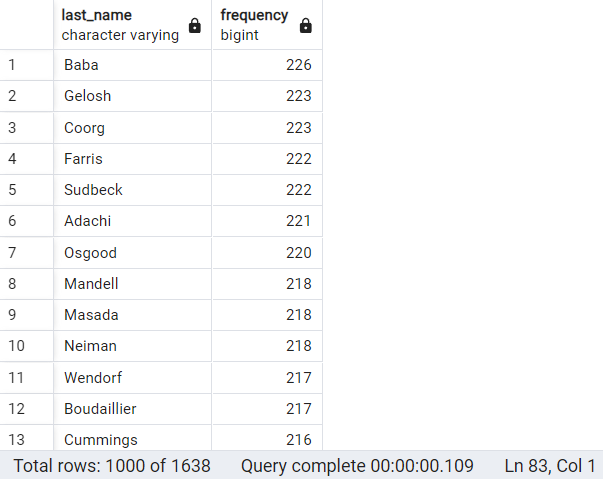 last_name frequency
character varying bigint
1 Baba 226
2 Gelosh 223
3 Coorg 223
4 Farris 222
5 Sudbeck 222
6 Adachi 221
7 Osgood 220
8 Mandell 218
9 Masada 218
10 Neiman 218
11 Wendorf 217
12 Boudaillier 217
13 Cummings 216
Total rows: 1000 of 1638 Query complete 00:00:00.109 Ln 83, Col 1